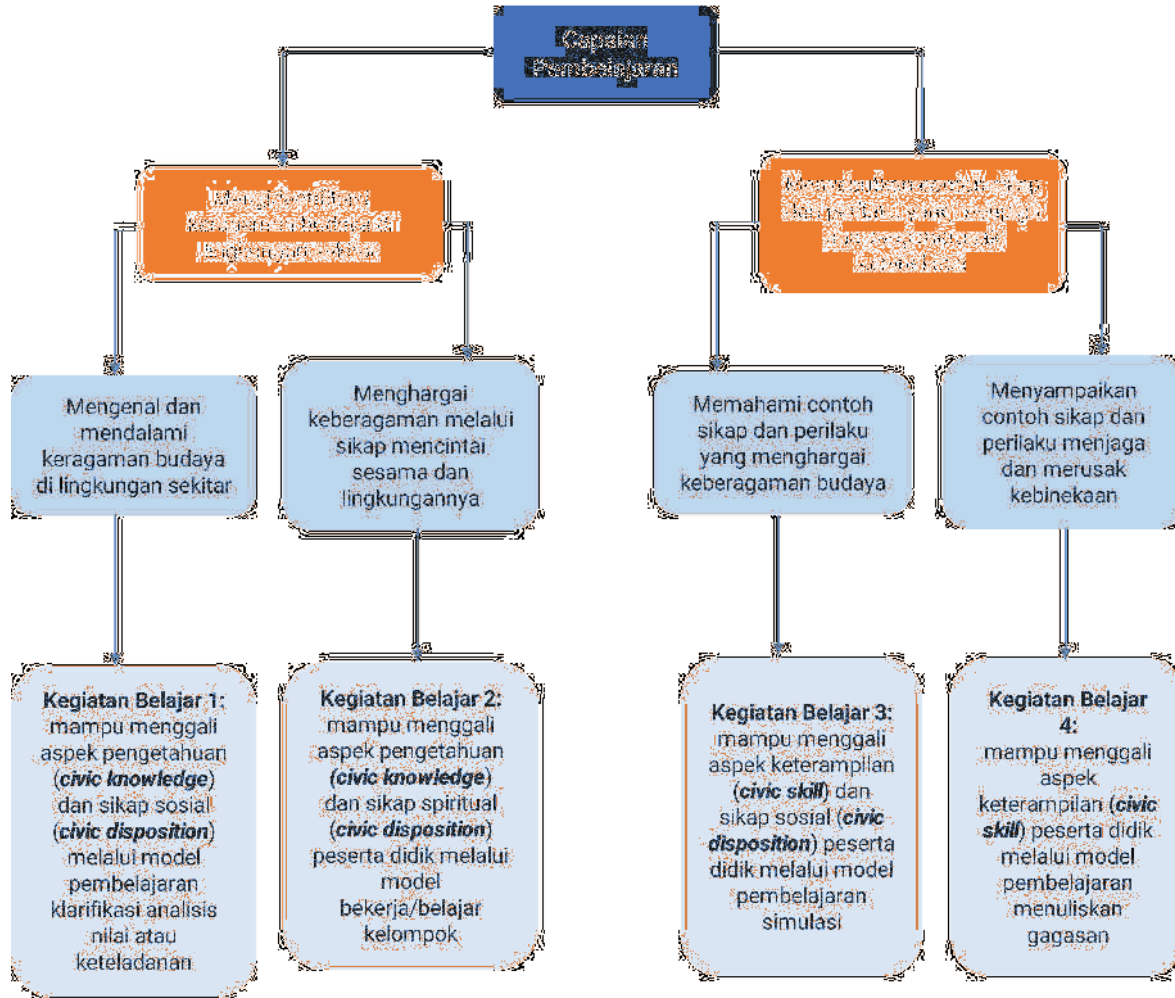 Capaian
Pembelajaran
Mengenal dan
mendalami
keragaman budaya
di lingkungan sekitar
Menghargai
keberagaman melalui
sikap mencintai
sesama dan
lingkungannya
Memahami contoh
sikap dan perilaku
yang menghargai
keberagaman budaya
Menyampaikan
contoh sikap dan
perilaku menjaga
dan merusak
kebinekaan
Kegiatan Belajar 1:
mampu menggali
aspek pengetahuan
(civic knowledge)
dan sikap sosial
(civic disposition)
melalui model
pembelajaran
klarifikasi analisis
nilai atau
keteladanan
Kegiatan Belajar 2:
mampu menggali
aspek pengetahuan
(civic knowledge)
dan sikap spiritual
(civic disposition)
peserta didik melalui
model
bekerja/belajar
kelompok
Kegiatan Belajar 3:
mampu menggali
aspek keterampilan
(civic skill) dan
sikap sosial (civic
disposition) peserta
didik melalui model
pembelajaran
simulasi
Kegiatan Belajar
4:
mampu menggali
aspek
keterampilan (civic
skill) peserta didik
melalui model
pembelajaran
menuliskan
gagasan